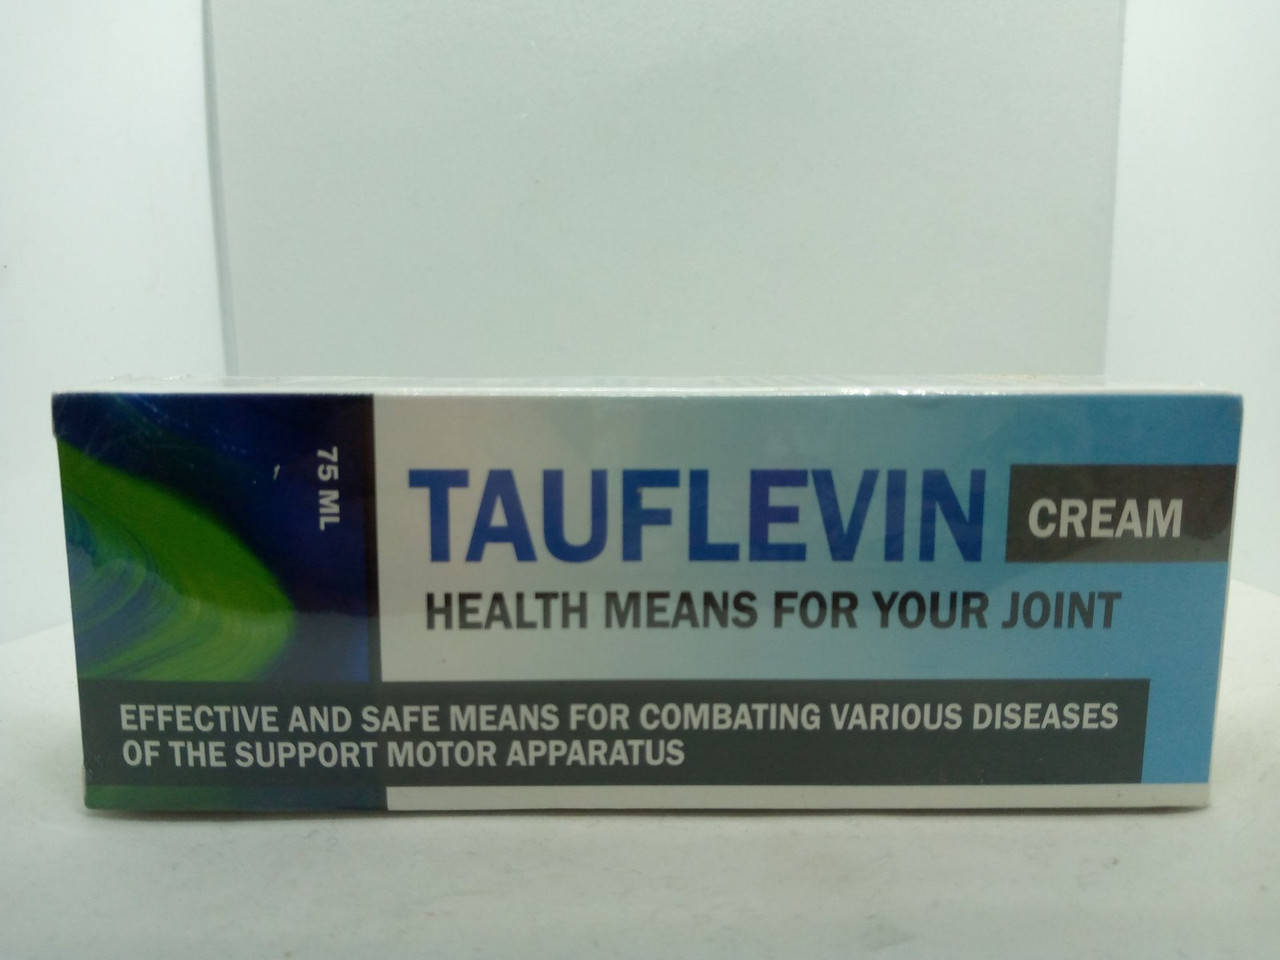 75 ML
TAUFLEVIN CREAM
HEALTH MEANS FOR YOUR JOINT
EFFECTIVE AND SAFE MEANS FOR COMBATING VARIOUS DISEASES
OF THE SUPPORT MOTOR APPARATUS